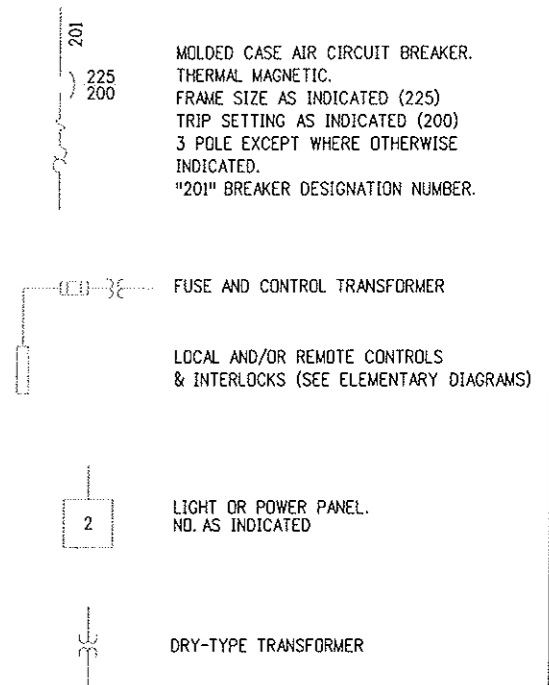 201
225
200
MOLDED CASE AIR CIRCUIT BREAKER.
THERMAL MAGNETIC.
FRAME SIZE AS INDICATED (225)
TRIP SETTING AS INDICATED (200)
3 POLE EXCEPT WHERE OTHERWISE
INDICATED.
"201" BREAKER DESIGNATION NUMBER.
FUSE AND CONTROL TRANSFORMER
LOCAL AND/OR REMOTE CONTROLS
& INTERLOCKS (SEE ELEMENTARY DIAGRAMS)
2
LIGHT OR POWER PANEL.
NO. AS INDICATED
DRY-TYPE TRANSFORMER